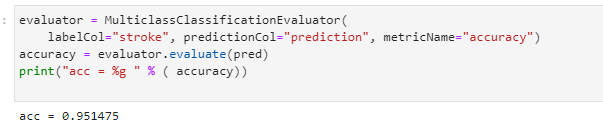 evaluator = MulticlassClassificationEvaluator(
    labelCol="stroke", predictionCol="prediction", metricName="accuracy")
accuracy = evaluator.evaluate(pred)
print("acc = %g " % ( accuracy))
acc = 0.951475